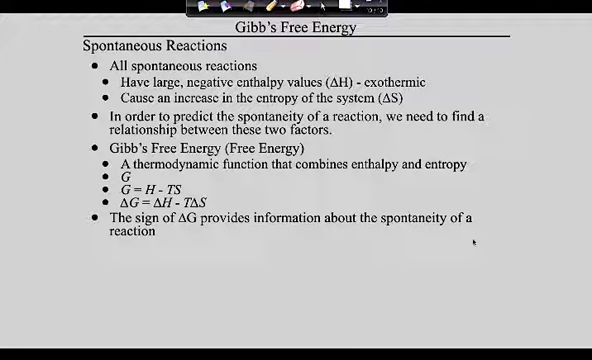 Gibb's Free Energy
Spontaneous Reactions
• All spontaneous reactions
• Have large, negative enthalpy values (ΔH) - exothermic
• Cause an increase in the entropy of the system (ΔS)
• In order to predict the spontaneity of a reaction, we need to find a
relationship between these two factors.
• Gibb's Free Energy (Free Energy)
• A thermodynamic function that combines enthalpy and entropy
• G
• G = H - TS
• ΔG = ΔH - TΔS
• The sign of ΔG provides information about the spontaneity of a
reaction